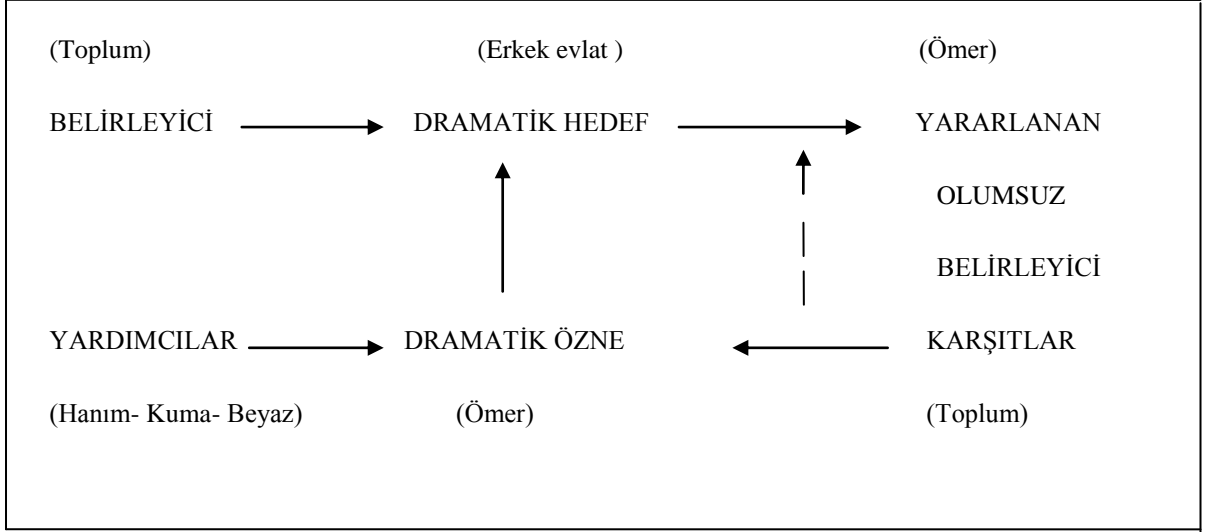 (Toplum) (Erkek evlat ) (Ömer)
BELİRLEYİCİ DRAMATİK HEDEF YARARLANAN
OLUMSUZ
BELİRLEYİCİ
YARDIMCILAR DRAMATİK ÖZNE KARŞITLAR
(Hanım- Kuma- Beyaz) (Ömer) (Toplum)